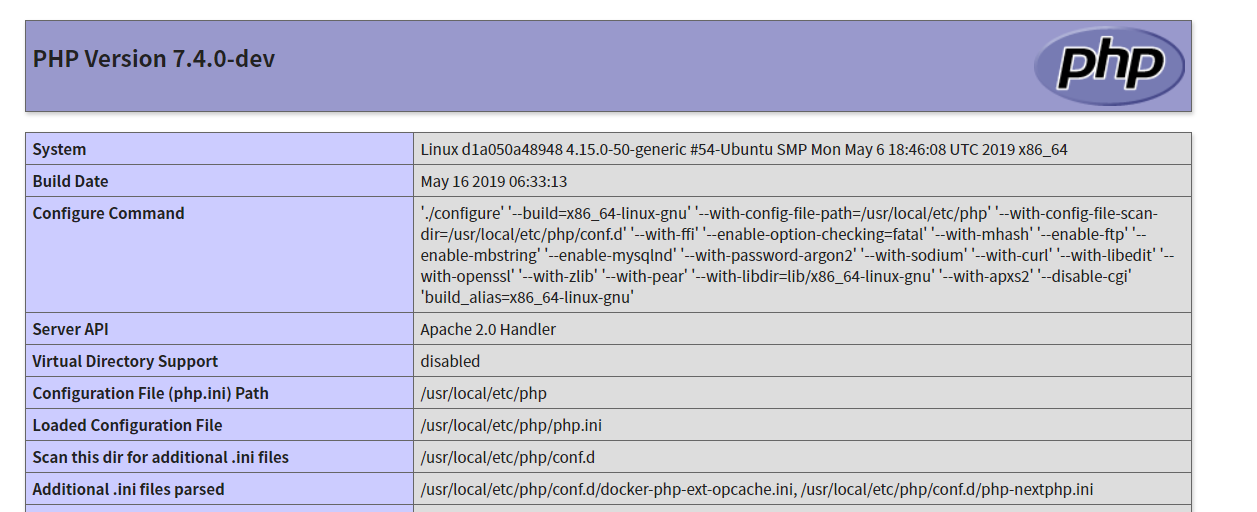 PHP Version 7.4.0-dev
php
System Linux d1a050a48948 4.15.0-50-generic #54-Ubuntu SMP Mon May 6 18:46:08 UTC 2019 x86_64
Build Date May 16 2019 06:33:13
Configure Command './configure' '--build=x86_64-linux-gnu' '--with-config-file-path=/usr/local/etc/php' '--with-config-file-scan-
dir=/usr/local/etc/php/conf.d' '--with-ffi' '--enable-option-checking=fatal' '--with-mhash' '--enable-ftp' '--
enable-mbstring' '--enable-mysqlnd' '--with-password-argon2' '--with-sodium' '--with-curl' '--with-libedit' '--
with-openssl' '--with-zlib' '--with-pear' '--with-libdir=lib/x86_64-linux-gnu' '--with-apxs2' '--disable-cgi'
'build_alias=x86_64-linux-gnu'
Server API Apache 2.0 Handler
Virtual Directory Support disabled
Configuration File (php.ini) Path /usr/local/etc/php
Loaded Configuration File /usr/local/etc/php/php.ini
Scan this dir for additional .ini files /usr/local/etc/php/conf.d
Additional .ini files parsed /usr/local/etc/php/conf.d/docker-php-ext-opcache.ini, /usr/local/etc/php/conf.d/php-nextphp.ini